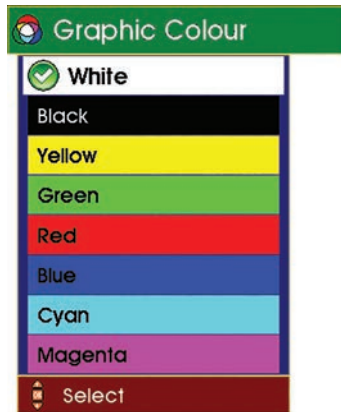 Graphic Colour
White
Black
Yellow
Green
Red
Blue
Cyan
Magenta
Select